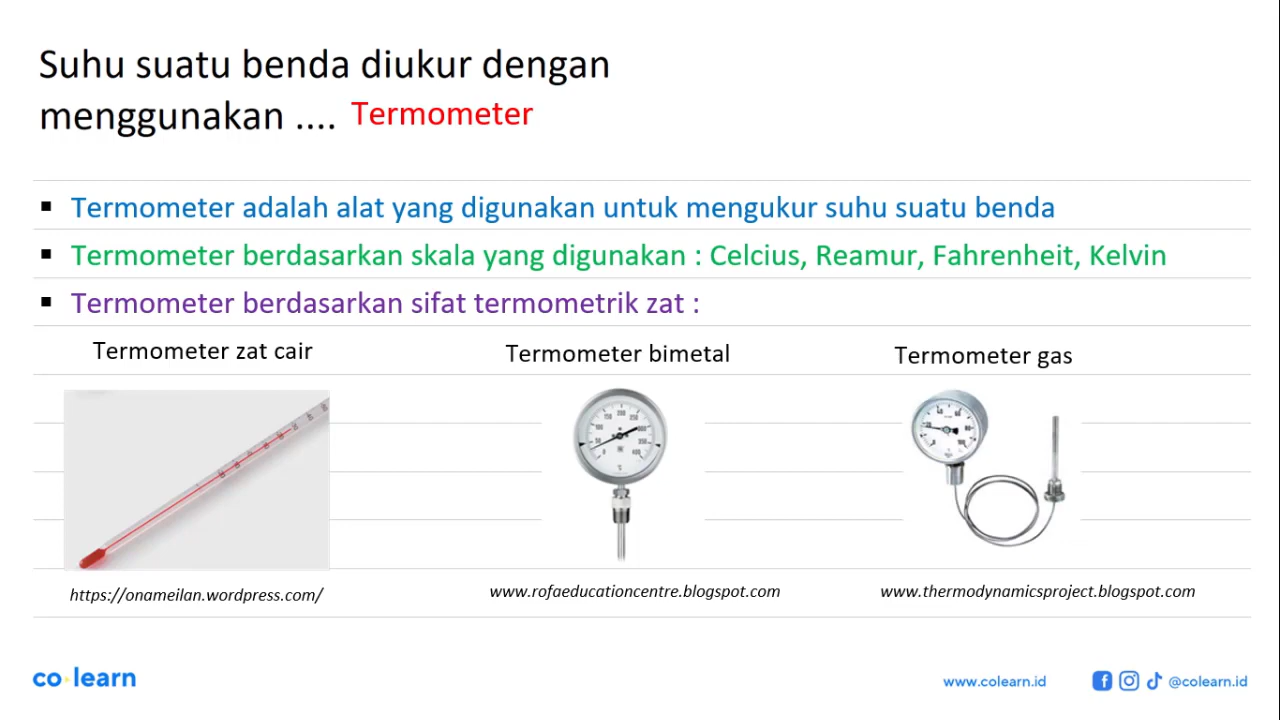 Suhu suatu benda diukur dengan
menggunakan .... Termometer
▪ Termometer adalah alat yang digunakan untuk mengukur suhu suatu benda
▪ Termometer berdasarkan skala yang digunakan : Celcius, Reamur, Fahrenheit, Kelvin
▪ Termometer berdasarkan sifat termometrik zat :
Termometer zat cair
Termometer bimetal
Termometer gas
https://onameilan.wordpress.com/
www.rofaeducationcentre.blogspot.com
www.thermodynamicsproject.blogspot.com
co·learn
www.colearn.id
@colearn.id